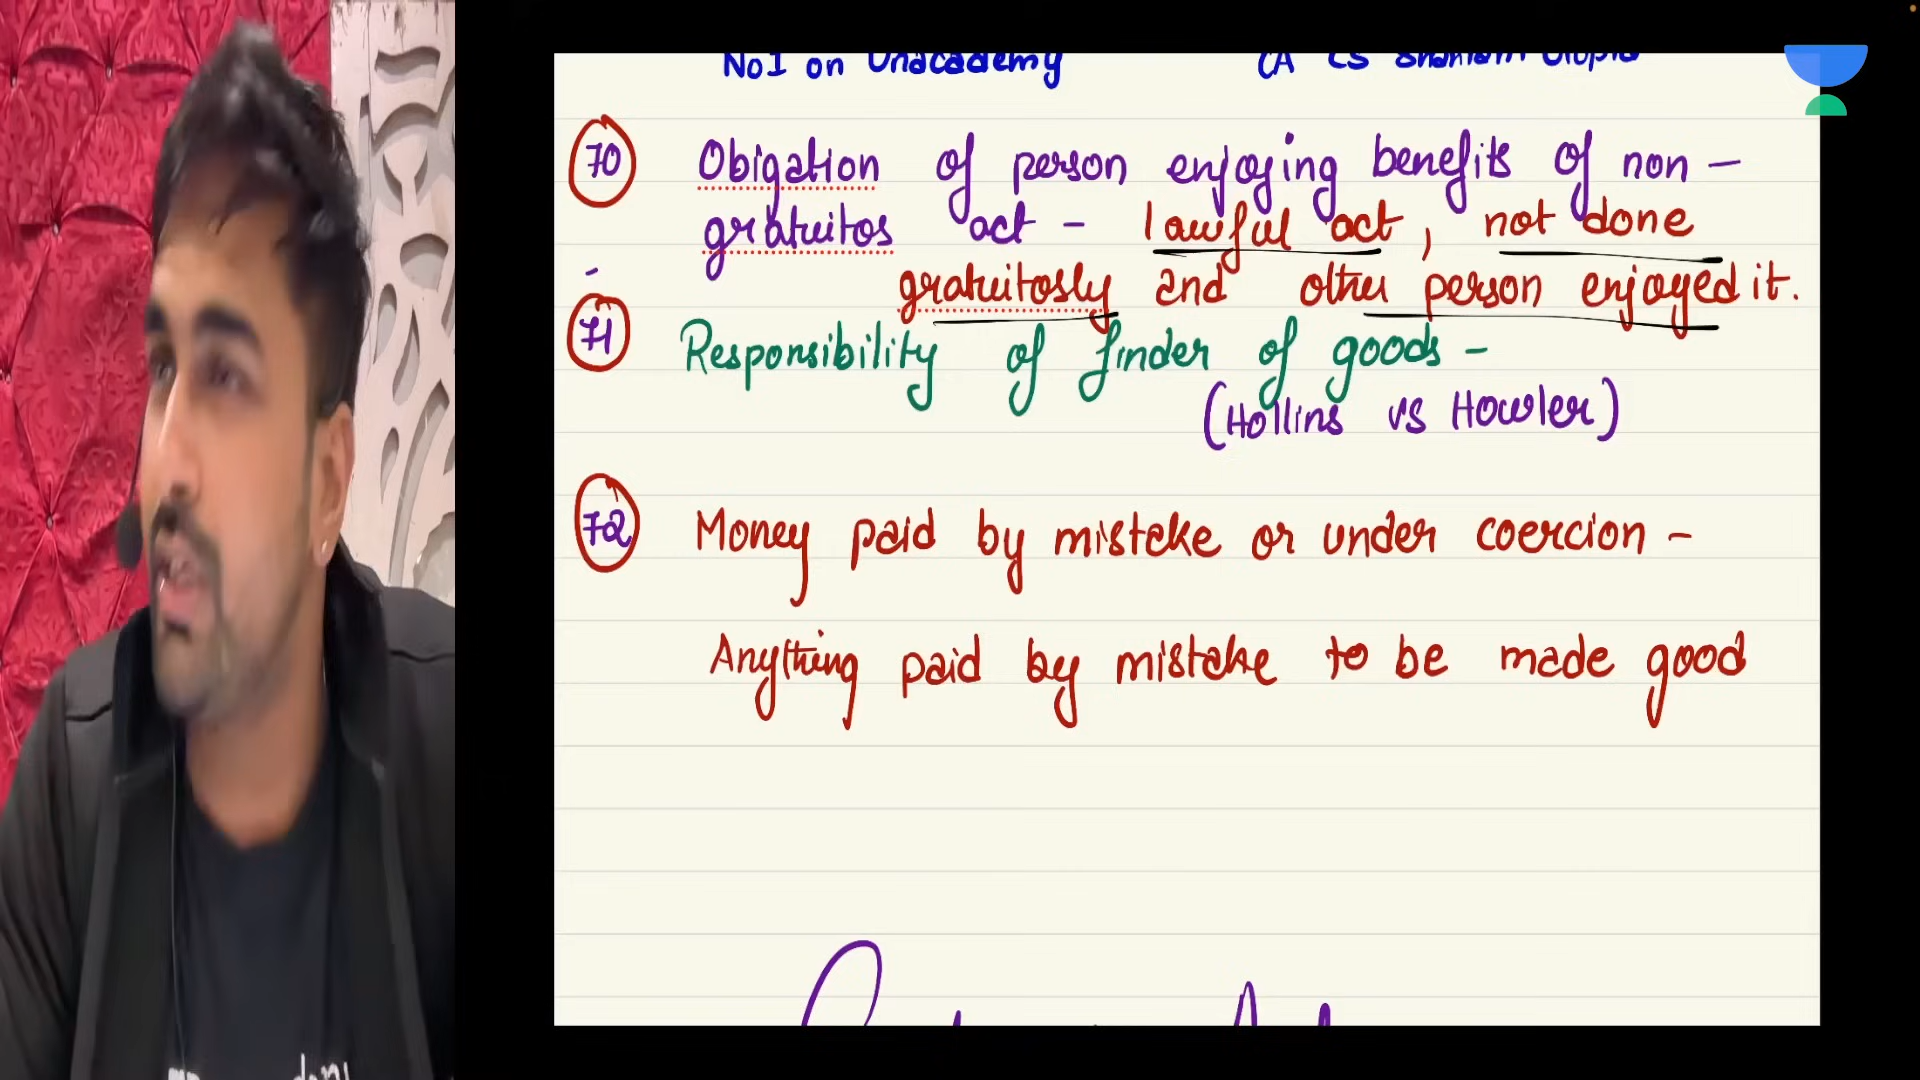 No1 on Unacademy CA CS
70 Obigation of person enjoying benefits of non -
gratuitos act - lawful act, not done
gratuitosly and other person enjoyed it.
71 Responsibility of finder of goods -
(Hollins vs Howler)
72 Money paid by mistake or under coercion -
Anything paid by mistake to be made good